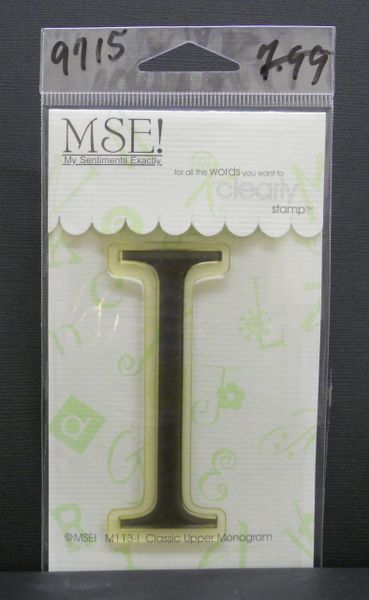 9715
7.99
MSE!
My Sentiments Exactly.
for all the words you want to
clearly
stamp™
I
©MSE! M113-I Classic Upper Monogram